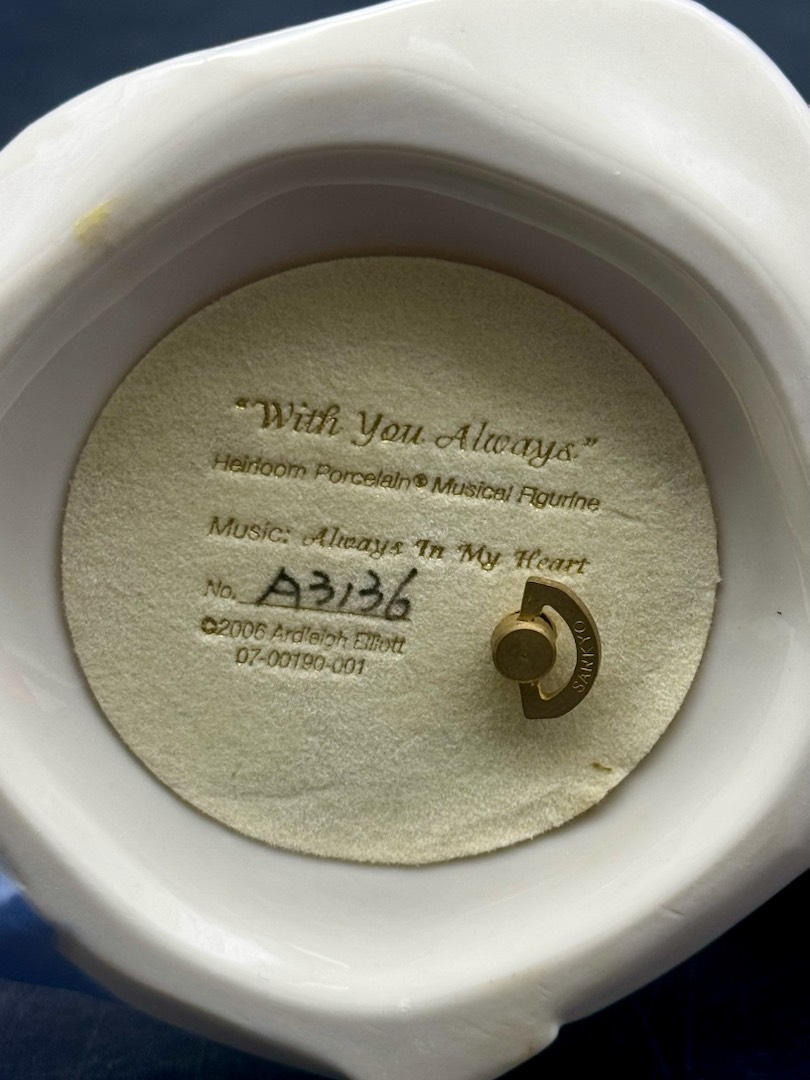 “With You Always”
Heirloom Porcelain® Musical Figurine
Music: Always In My Heart
No. A3136
©2006 Ardleigh Elliott
07-00190-001
SANKYO